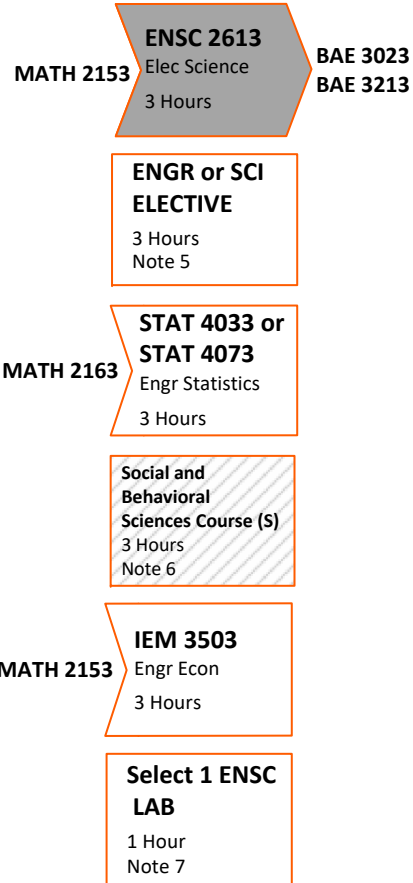 ENSC 2613
MATH 2153
Elec Science
3 Hours
BAE 3023
BAE 3213
ENGR or SCI
ELECTIVE
3 Hours
Note 5
STAT 4033 or
STAT 4073
MATH 2163
Engr Statistics
3 Hours
Social and
Behavioral
Sciences Course (S)
3 Hours
Note 6
IEM 3503
MATH 2153
Engr Econ
3 Hours
Select 1 ENSC
LAB
1 Hour
Note 7